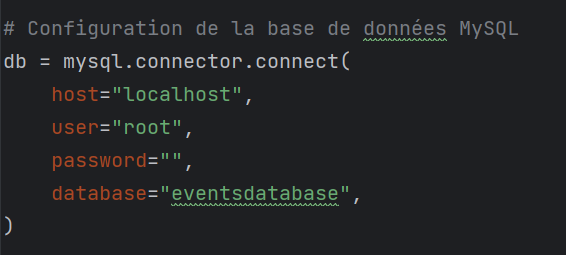 # Configuration de la base de données MySQL
db = mysql.connector.connect(
    host="localhost",
    user="root",
    password="",
    database="eventsdatabase",
)